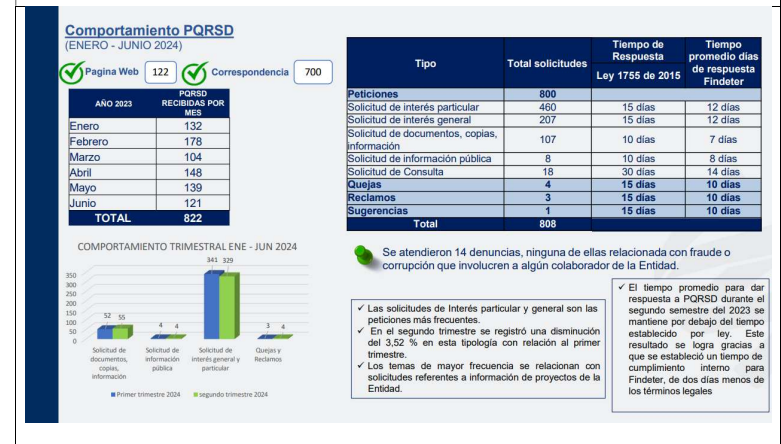 Comportamiento PQRSD
(ENERO - JUNIO 2024)
Pagina Web 122 Correspondencia 700
AÑO 2023 PQRSD RECIBIDAS POR MES
Enero 132
Febrero 178
Marzo 104
Abril 148
Mayo 139
Junio 121
TOTAL 822
Tipo Total solicitudes Tiempo de Respuesta Tiempo promedio días de respuesta Findeter
Ley 1755 de 2015
Peticiones 800
Solicitud de interés particular 460 15 días 12 días
Solicitud de interés general 207 15 días 12 días
Solicitud de documentos, copias,
información 107 10 días 7 días
Solicitud de información pública 8 10 días 8 días
Solicitud de Consulta 18 30 días 14 días
Quejas 4 15 días 10 días
Reclamos 3 15 días 10 días
Sugerencias 1 15 días 10 días
Total 808
COMPORTAMIENTO TRIMESTRAL ENE - JUN 2024
350
300
250
200
150
100
50
0
52 55
4 4
341 329
3 4
Solicitud de
documentos,
copias,
información
Solicitud de
información
pública
Solicitud de
interés general y
particular
Quejas y
Reclamos
Primer trimestre 2024 segundo trimestre 2024
Se atendieron 14 denuncias, ninguna de ellas relacionada con fraude o
corrupción que involucren a algún colaborador de la Entidad.
Las solicitudes de Interés particular y general son las
peticiones más frecuentes.
En el segundo trimestre se registró una disminución
del 3,52 % en esta tipología con relación al primer
trimestre.
Los temas de mayor frecuencia se relacionan con
solicitudes referentes a información de proyectos de la
Entidad.
El tiempo promedio para dar
respuesta a PQRSD durante el
segundo semestre del 2023 se
mantiene por debajo del tiempo
establecido por ley. Este
resultado se logra gracias a
que se estableció un tiempo de
cumplimiento interno para
Findeter, de dos días menos de
los términos legales